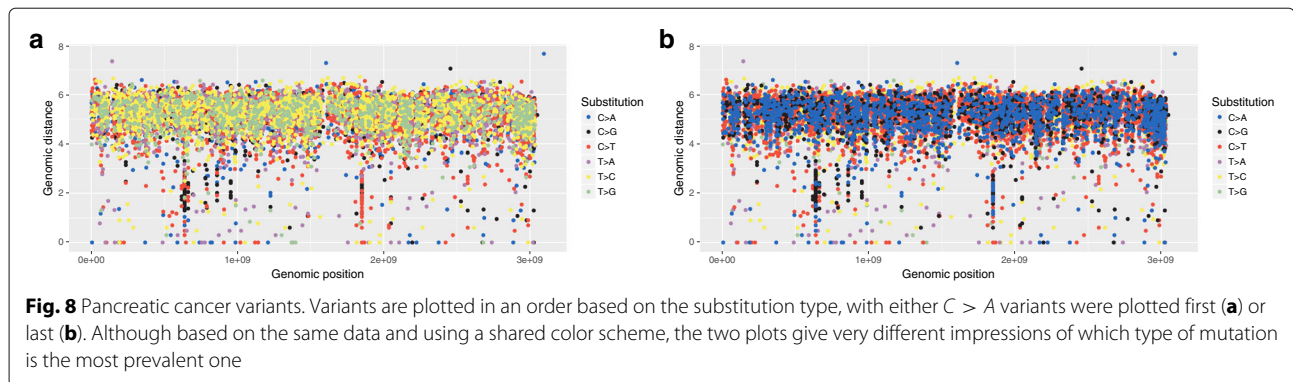 a
8
6
4
2
0
Genomic distance
0e+00 1e+09 2e+09 3e+09
Genomic position
Substitution
C>A
C>G
C>T
T>A
T>C
T>G
b
8
6
4
2
0
Genomic distance
0e+00 1e+09 2e+09 3e+09
Genomic position
Substitution
C>A
C>G
C>T
T>A
T>C
T>G
Fig. 8 Pancreatic cancer variants. Variants are plotted in an order based on the substitution type, with either C > A variants were plotted first (a) or
last (b). Although based on the same data and using a shared color scheme, the two plots give very different impressions of which type of mutation
is the most prevalent one